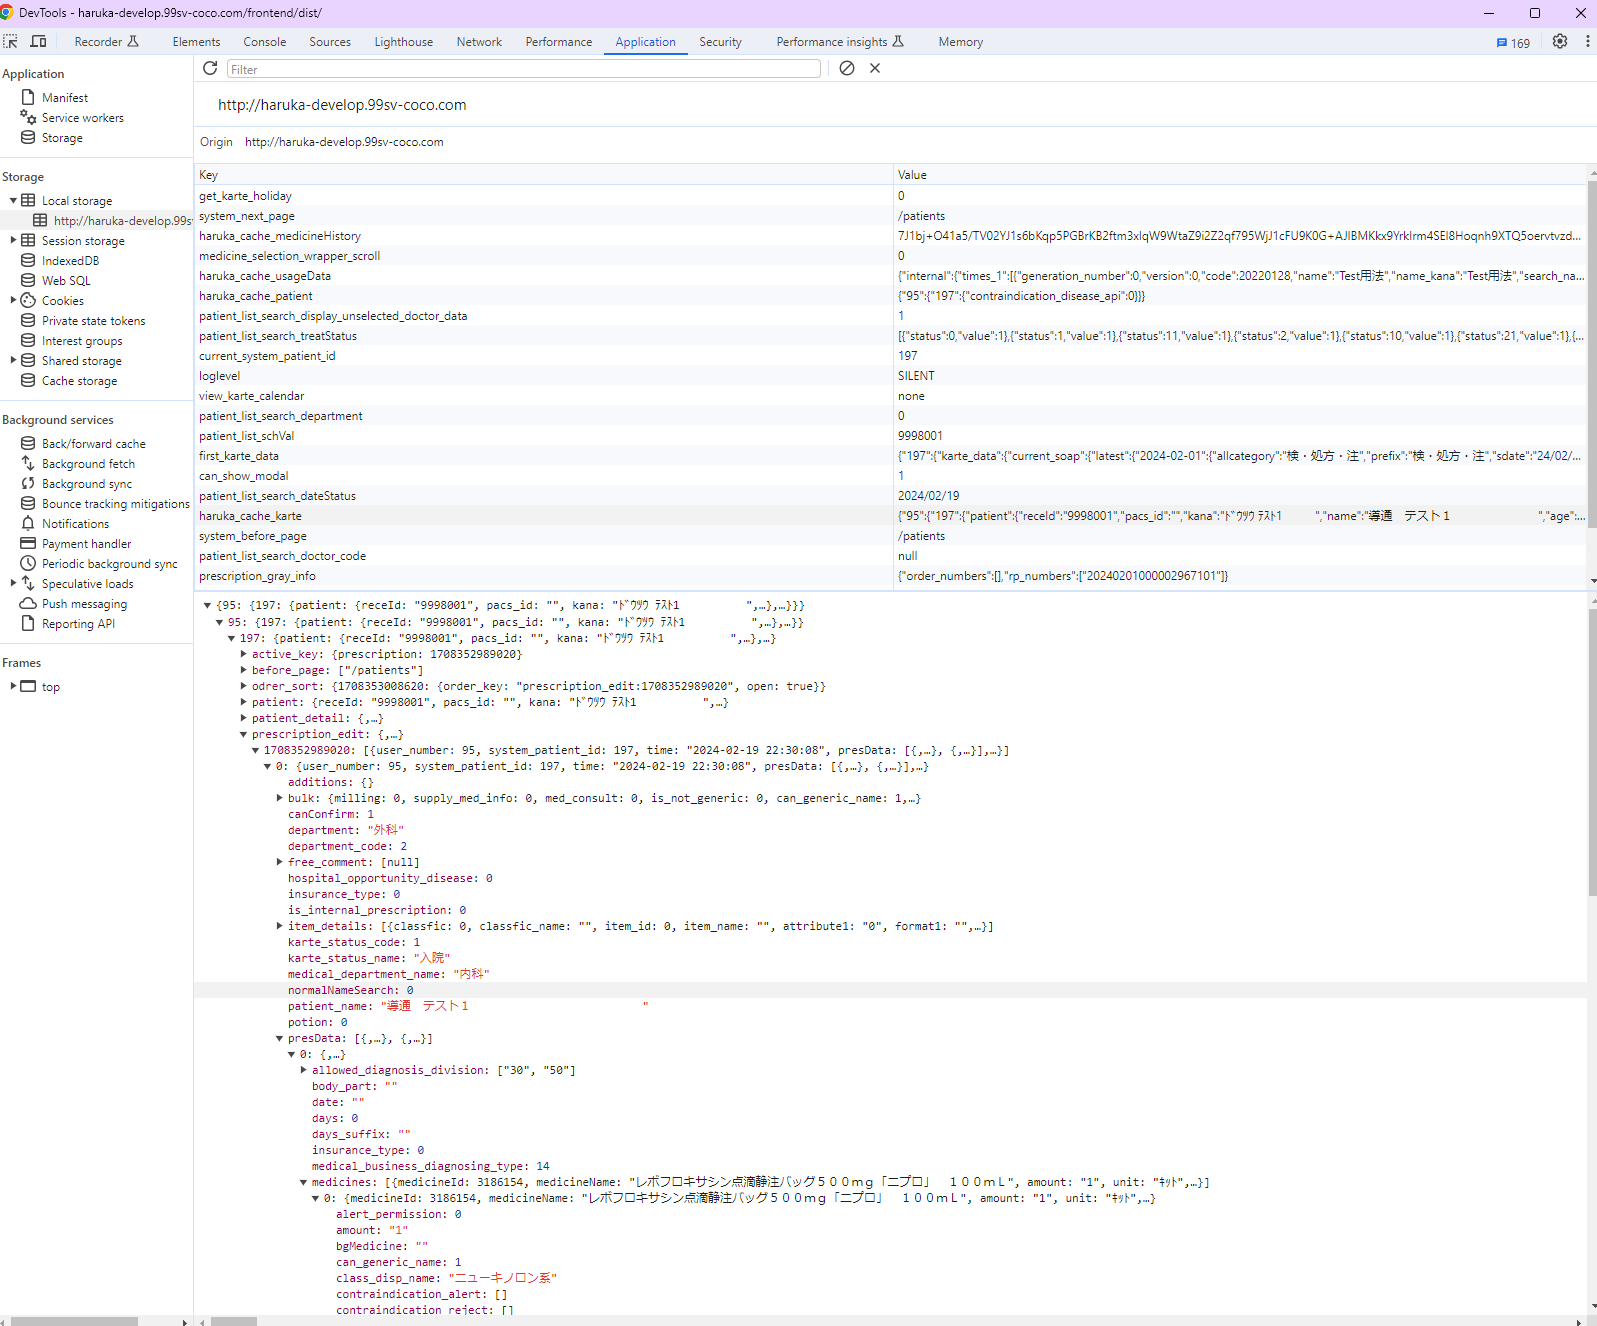 DevTools - haruka-develop.99sv-coco.com/frontend/dist/
Recorder Elements Console Sources Lighthouse Network Performance Application Security Performance insights Memory 169
Application
Manifest
Service workers
Storage
Storage
Local storage
http://haruka-develop.99sv
Session storage
IndexedDB
Web SQL
Cookies
Private state tokens
Interest groups
Shared storage
Cache storage
Background services
Back/forward cache
Background fetch
Background sync
Bounce tracking mitigations
Notifications
Payment handler
Periodic background sync
Speculative loads
Push messaging
Reporting API
Frames
top
Filter
http://haruka-develop.99sv-coco.com
Origin http://haruka-develop.99sv-coco.com
Key Value
get_karte_holiday 0
system_next_page /patients
haruka_cache_medicineHistory 7J1bj+O41a5/TV02YJ1s6bKqp5PGBrKB2ftm3xlqW9WtaZ9i2Z2qf795WjJ1cFU9K0G+AJIBMKkx9YrkIrm4SEl8Hoqnh9XTQ5oervtvzd...
medicine_selection_wrapper_scroll 0
haruka_cache_usageData {"internal":{"times_1":[{"generation_number":0,"version":0,"code":20220128,"name":"Test用法","name_kana":"Test用法","search_na...
haruka_cache_patient {"95":{"197":{"contraindication_disease_api":0}}}
patient_list_search_display_unselected_doctor_data 1
patient_list_search_treatStatus [{"status":0,"value":1},{"status":1,"value":1},{"status":11,"value":1},{"status":2,"value":1},{"status":10,"value":1},{"status":21,"value":1},{...
current_system_patient_id 197
loglevel SILENT
view_karte_calendar none
patient_list_search_department 0
patient_list_schVal 9998001
first_karte_data {"197":{"karte_data":{"current_soap":{"latest":{"2024-02-01":{"allcategory":"検・処方・注","prefix":"検・処方・注","sdate":"24/02/...
can_show_modal 1
patient_list_search_dateStatus 2024/02/19
haruka_cache_karte {"95":{"197":{"patient":{"receId":"9998001","pacs_id":"","kana":"ﾄﾞｳﾂｳ ﾃｽﾄ1 ","name":"導通　テスト１ ","age":...
system_before_page /patients
patient_list_search_doctor_code null
prescription_gray_info {"order_numbers":[],"rp_numbers":["20240201000002967101"]}
{95: {197: {patient: {receId: "9998001", pacs_id: "", kana: "ﾄﾞｳﾂｳ ﾃｽﾄ1 ",…},…}}}
95: {197: {patient: {receId: "9998001", pacs_id: "", kana: "ﾄﾞｳﾂｳ ﾃｽﾄ1 ",…},…}}
197: {patient: {receId: "9998001", pacs_id: "", kana: "ﾄﾞｳﾂｳ ﾃｽﾄ1 ",…},…}
active_key: {prescription: 1708352989020}
before_page: ["/patients"]
odrer_sort: {1708353008620: {order_key: "prescription_edit:1708352989020", open: true}}
patient: {receId: "9998001", pacs_id: "", kana: "ﾄﾞｳﾂｳ ﾃｽﾄ1 ",…}
patient_detail: {,…}
prescription_edit: {,…}
1708352989020: [{user_number: 95, system_patient_id: 197, time: "2024-02-19 22:30:08", presData: [{,…}, {,…}],…}]
0: {user_number: 95, system_patient_id: 197, time: "2024-02-19 22:30:08", presData: [{,…}, {,…}],…}
additions: {}
bulk: {milling: 0, supply_med_info: 0, med_consult: 0, is_not_generic: 0, can_generic_name: 1,…}
canConfirm: 1
department: "外科"
department_code: 2
free_comment: [null]
hospital_opportunity_disease: 0
insurance_type: 0
is_internal_prescription: 0
item_details: [{classfic: 0, classfic_name: "", item_id: 0, item_name: "", attribute1: "0", format1: "",…}]
karte_status_code: 1
karte_status_name: "入院"
medical_department_name: "内科"
normalNameSearch: 0
patient_name: "導通　テスト１ "
potion: 0
presData: [{,…}, {,…}]
0: {,…}
allowed_diagnosis_division: ["30", "50"]
body_part: ""
date: ""
days: 0
days_suffix: ""
insurance_type: 0
medical_business_diagnosing_type: 14
medicines: [{medicineId: 3186154, medicineName: "レボフロキサシン点滴静注バッグ５００ｍｇ「ニプロ」　１００ｍＬ", amount: "1", unit: "ｷｯﾄ",…}]
0: {medicineId: 3186154, medicineName: "レボフロキサシン点滴静注バッグ５００ｍｇ「ニプロ」　１００ｍＬ", amount: "1", unit: "ｷｯﾄ",…}
alert_permission: 0
amount: "1"
bgMedicine: ""
can_generic_name: 1
class_disp_name: "ニューキノロン系"
contraindication_alert: []
contraindication_reject: []